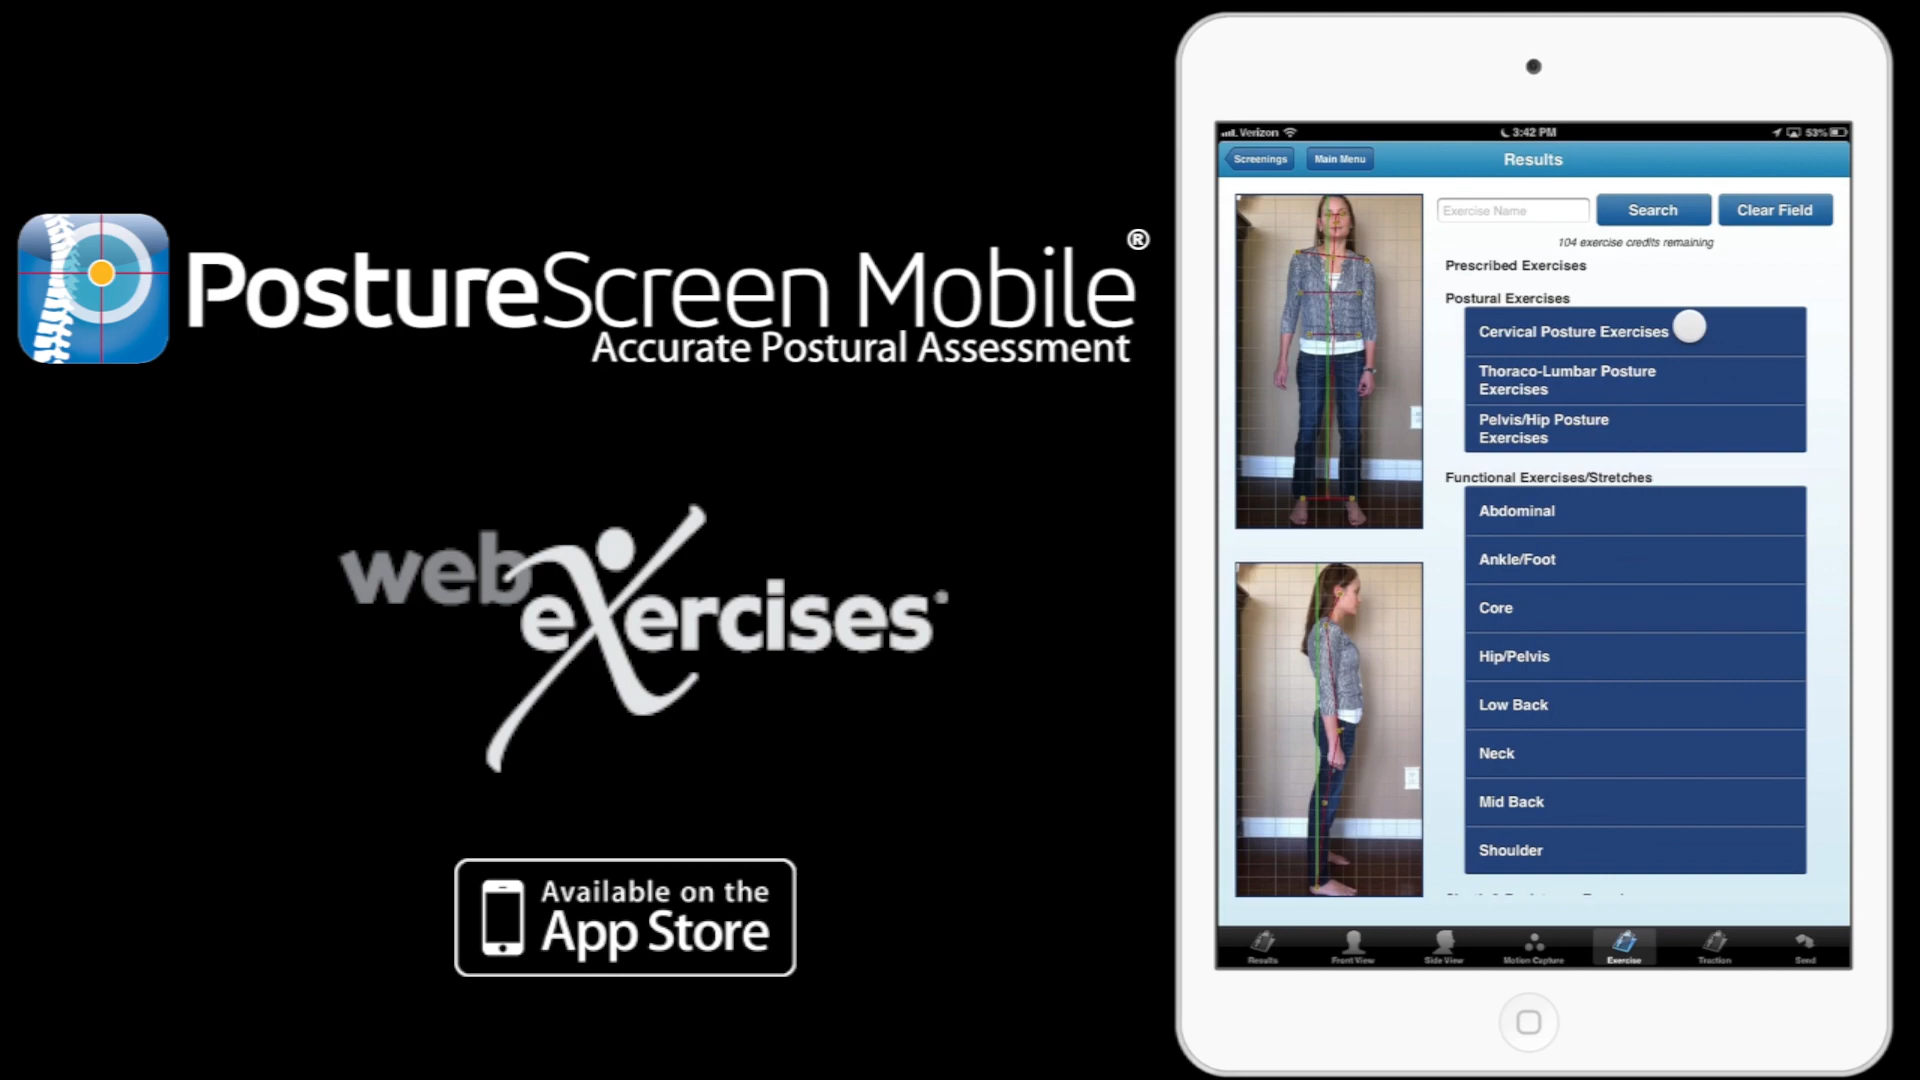 PostureScreen Mobile®
Accurate Postural Assessment
web
exercises
Available on the
App Store
Verizon
3:42 PM
53%
Screenings
Main Menu
Results
Exercise Name
Search
Clear Field
104 exercise credits remaining
Prescribed Exercises
Postural Exercises
Cervical Posture Exercises
Thoraco-Lumbar Posture
Exercises
Pelvis/Hip Posture
Exercises
Functional Exercises/Stretches
Abdominal
Ankle/Foot
Core
Hip/Pelvis
Low Back
Neck
Mid Back
Shoulder
Results
Front View
Side View
Motion Capture
Exercise
Traction
Send